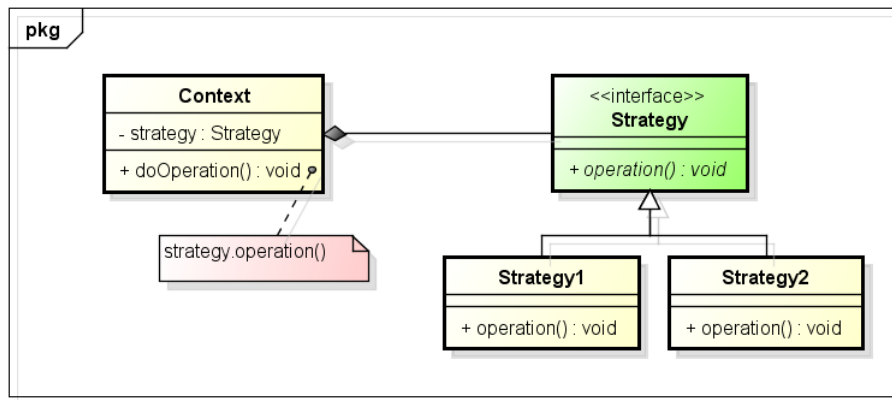 pkg
Context
- strategy : Strategy
+ doOperation() : void
strategy.operation()
<<interface>>
Strategy
+ operation() : void
Strategy1
+ operation() : void
Strategy2
+ operation() : void